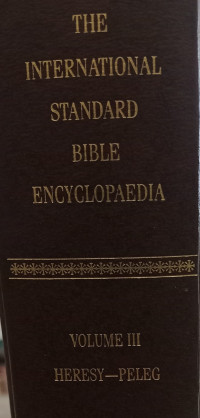 THE
INTERNATIONAL
STANDARD
BIBLE
ENCYCLOPAEDIA
VOLUME III
HERESY—PELEG